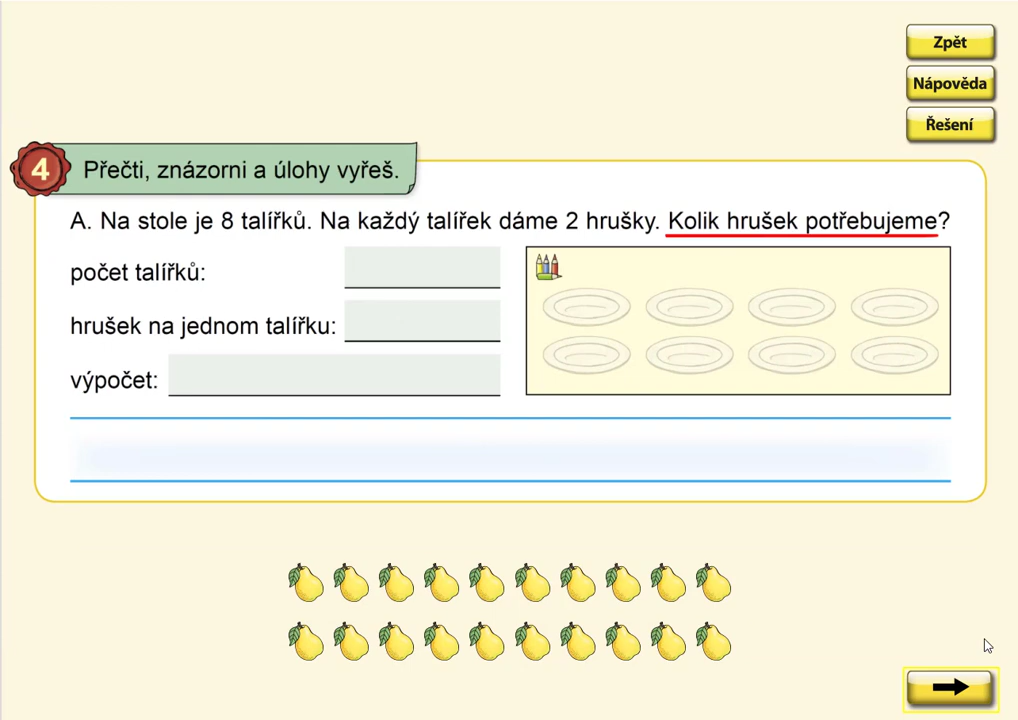 Zpět
Nápověda
Řešení
4 Přečti, znázorni a úlohy vyřeš.
A. Na stole je 8 talířků. Na každý talířek dáme 2 hrušky. Kolik hrušek potřebujeme?
počet talířků:
hrušek na jednom talířku:
výpočet: